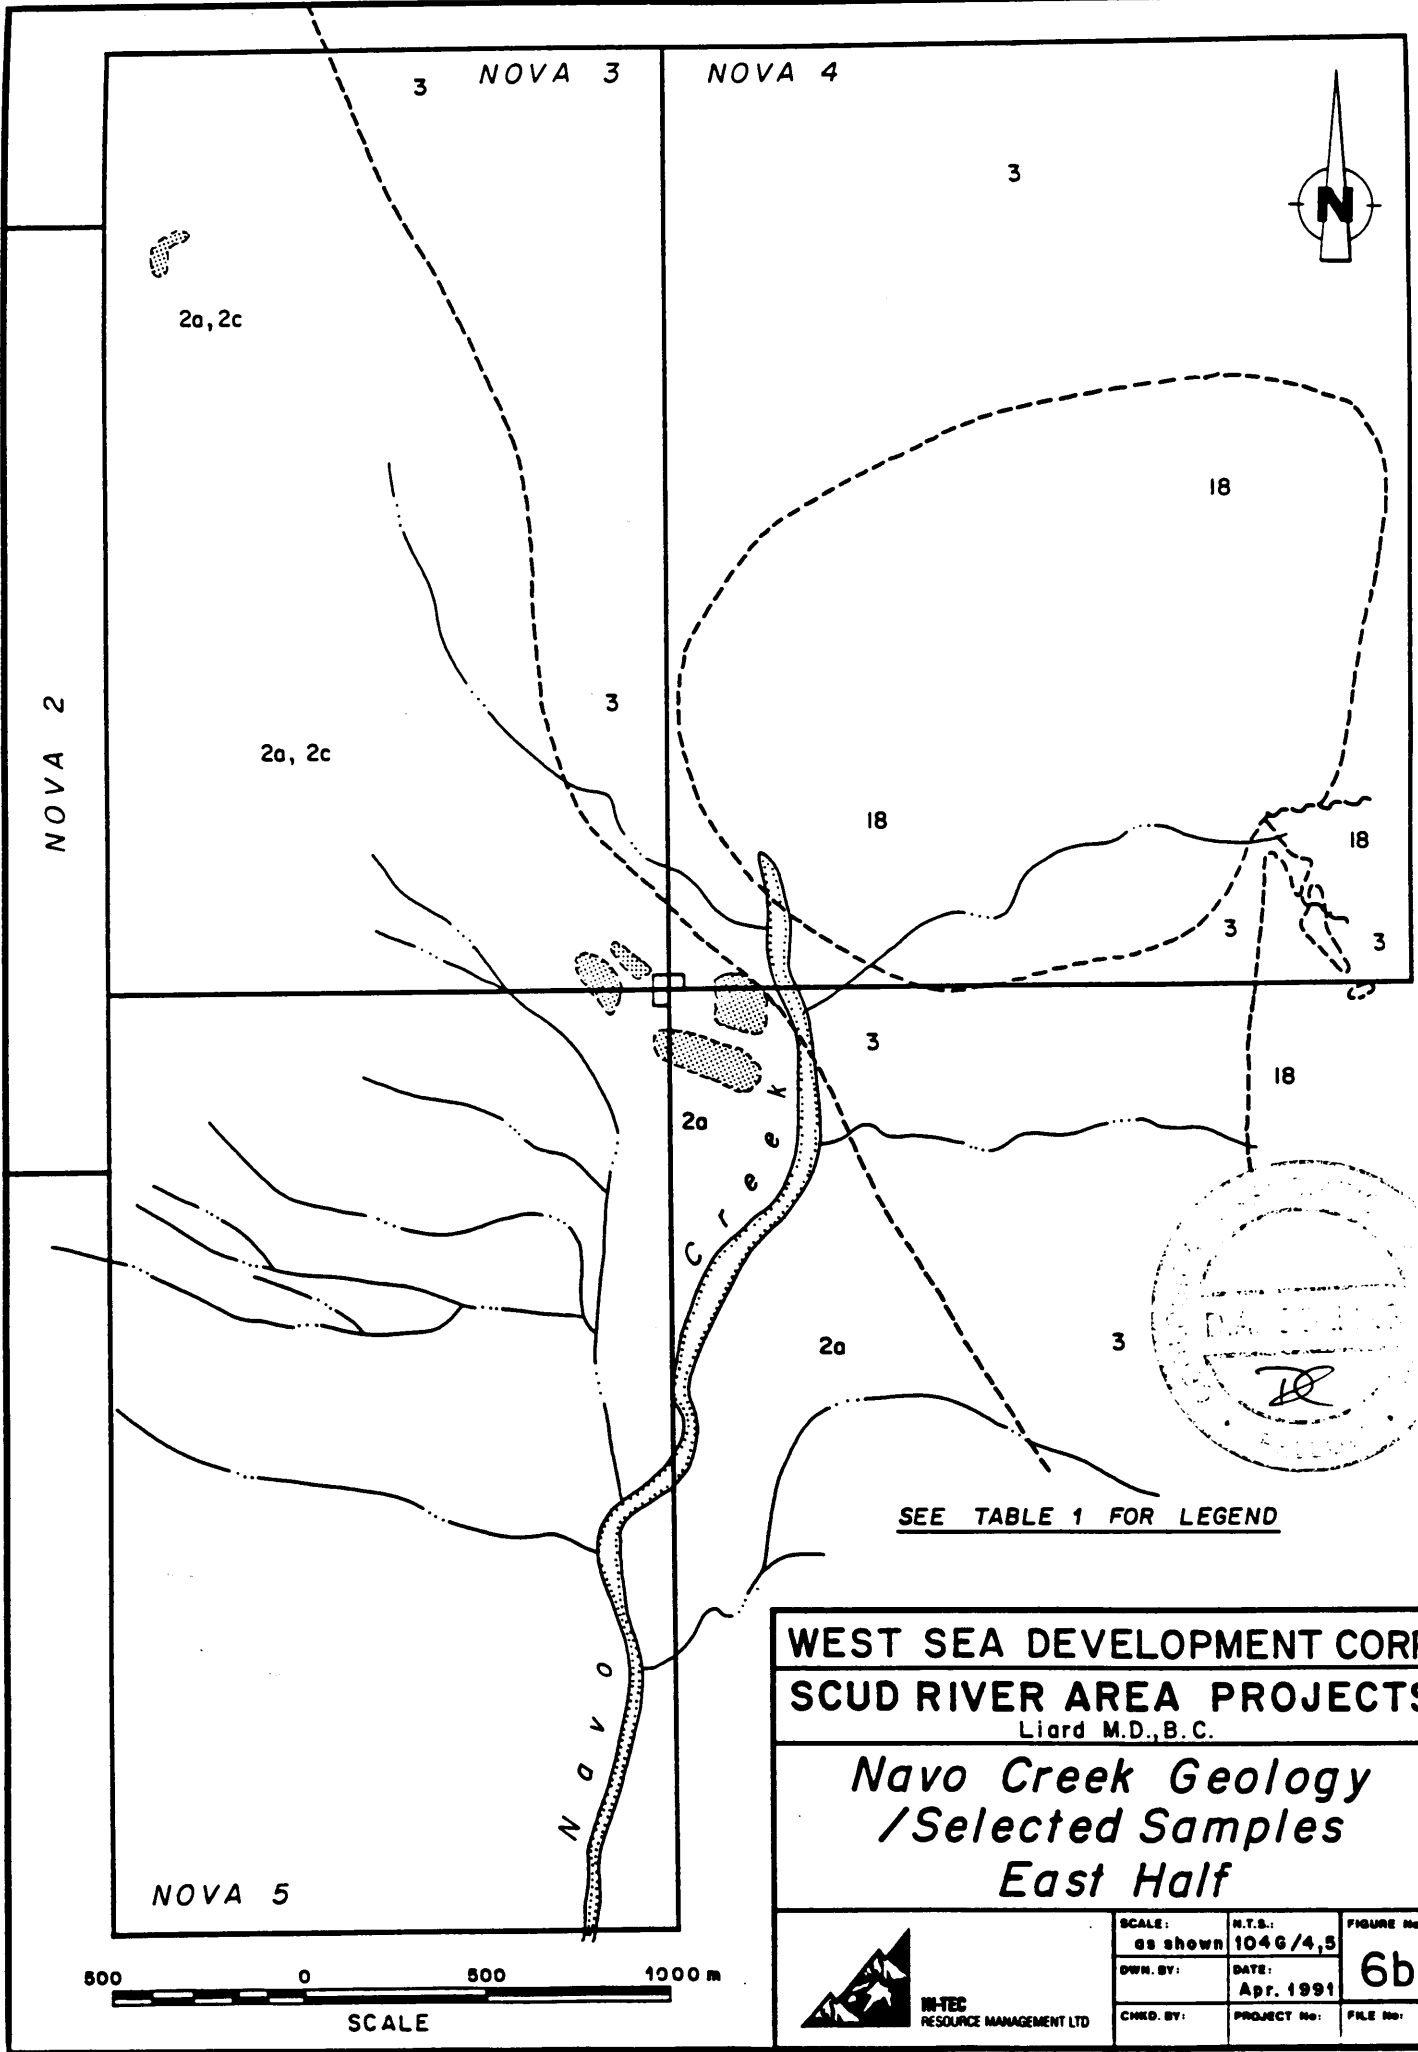 NOVA 3
NOVA 4
3
3
N
2a, 2c
18
NOVA 2
3
2a, 2c
18
18
3
3
3
18
2a
Navo Creek
2a
3
SEE TABLE 1 FOR LEGEND
NOVA 5
500 0 500 1000 m
SCALE
WEST SEA DEVELOPMENT COR
SCUD RIVER AREA PROJECTS
Liard M.D., B.C.
Navo Creek Geology
/Selected Samples
East Half
HI-TEC
RESOURCE MANAGEMENT LTD
SCALE:
as shown
N.T.S.:
104G/4,5
FIGURE No
6b
DWN. BY:
DATE:
Apr. 1991
CHKD. BY:
PROJECT No:
FILE No: